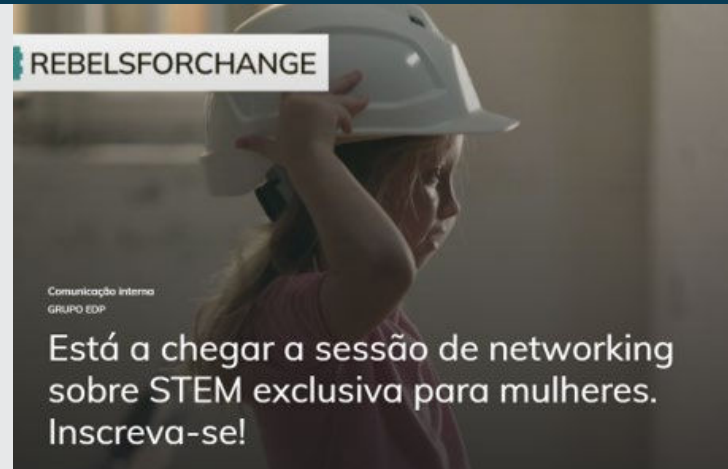 REBELSFORCHANGE
Comunicação interna
GRUPO EDP
Está a chegar a sessão de networking
sobre STEM exclusiva para mulheres.
Inscreva-se!